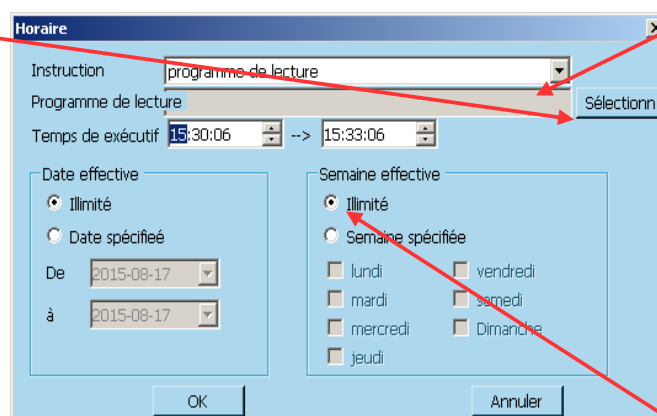 Horaire
Instruction programme de lecture
Programme de lecture Sélectionn
Temps de exécutif 15:30:06 --> 15:33:06
Date effective
Illimité
Date spécifieé
De 2015-08-17
à 2015-08-17
Semaine effective
Illimité
Semaine spécifiée
lundi vendredi
mardi samedi
mercredi Dimanche
jeudi
OK Annuler